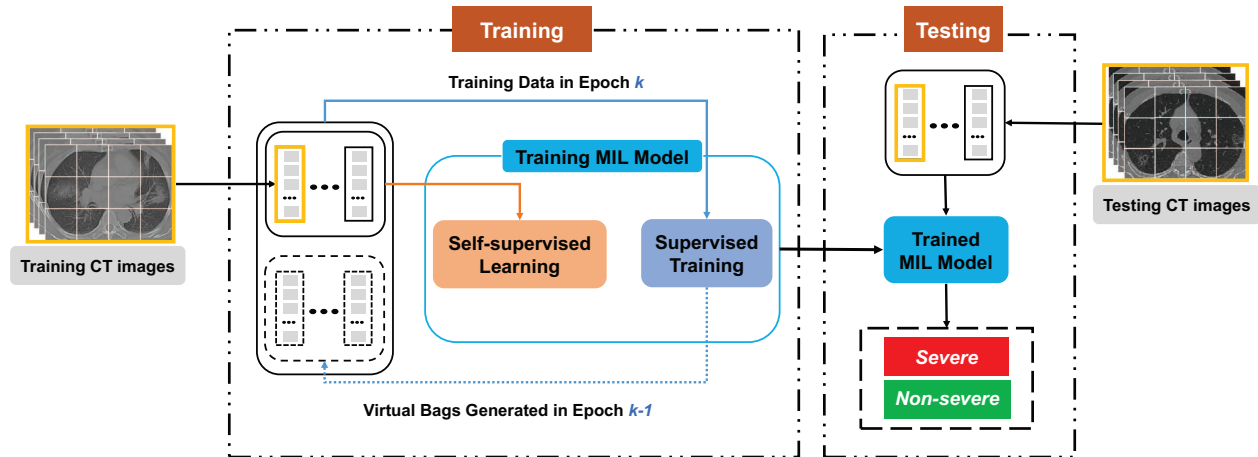 Training
Testing
Training Data in Epoch k
Training MIL Model
Self-supervised
Learning
Supervised
Training
Training CT images
Virtual Bags Generated in Epoch k-1
Testing CT images
Trained
MIL Model
Severe
Non-severe